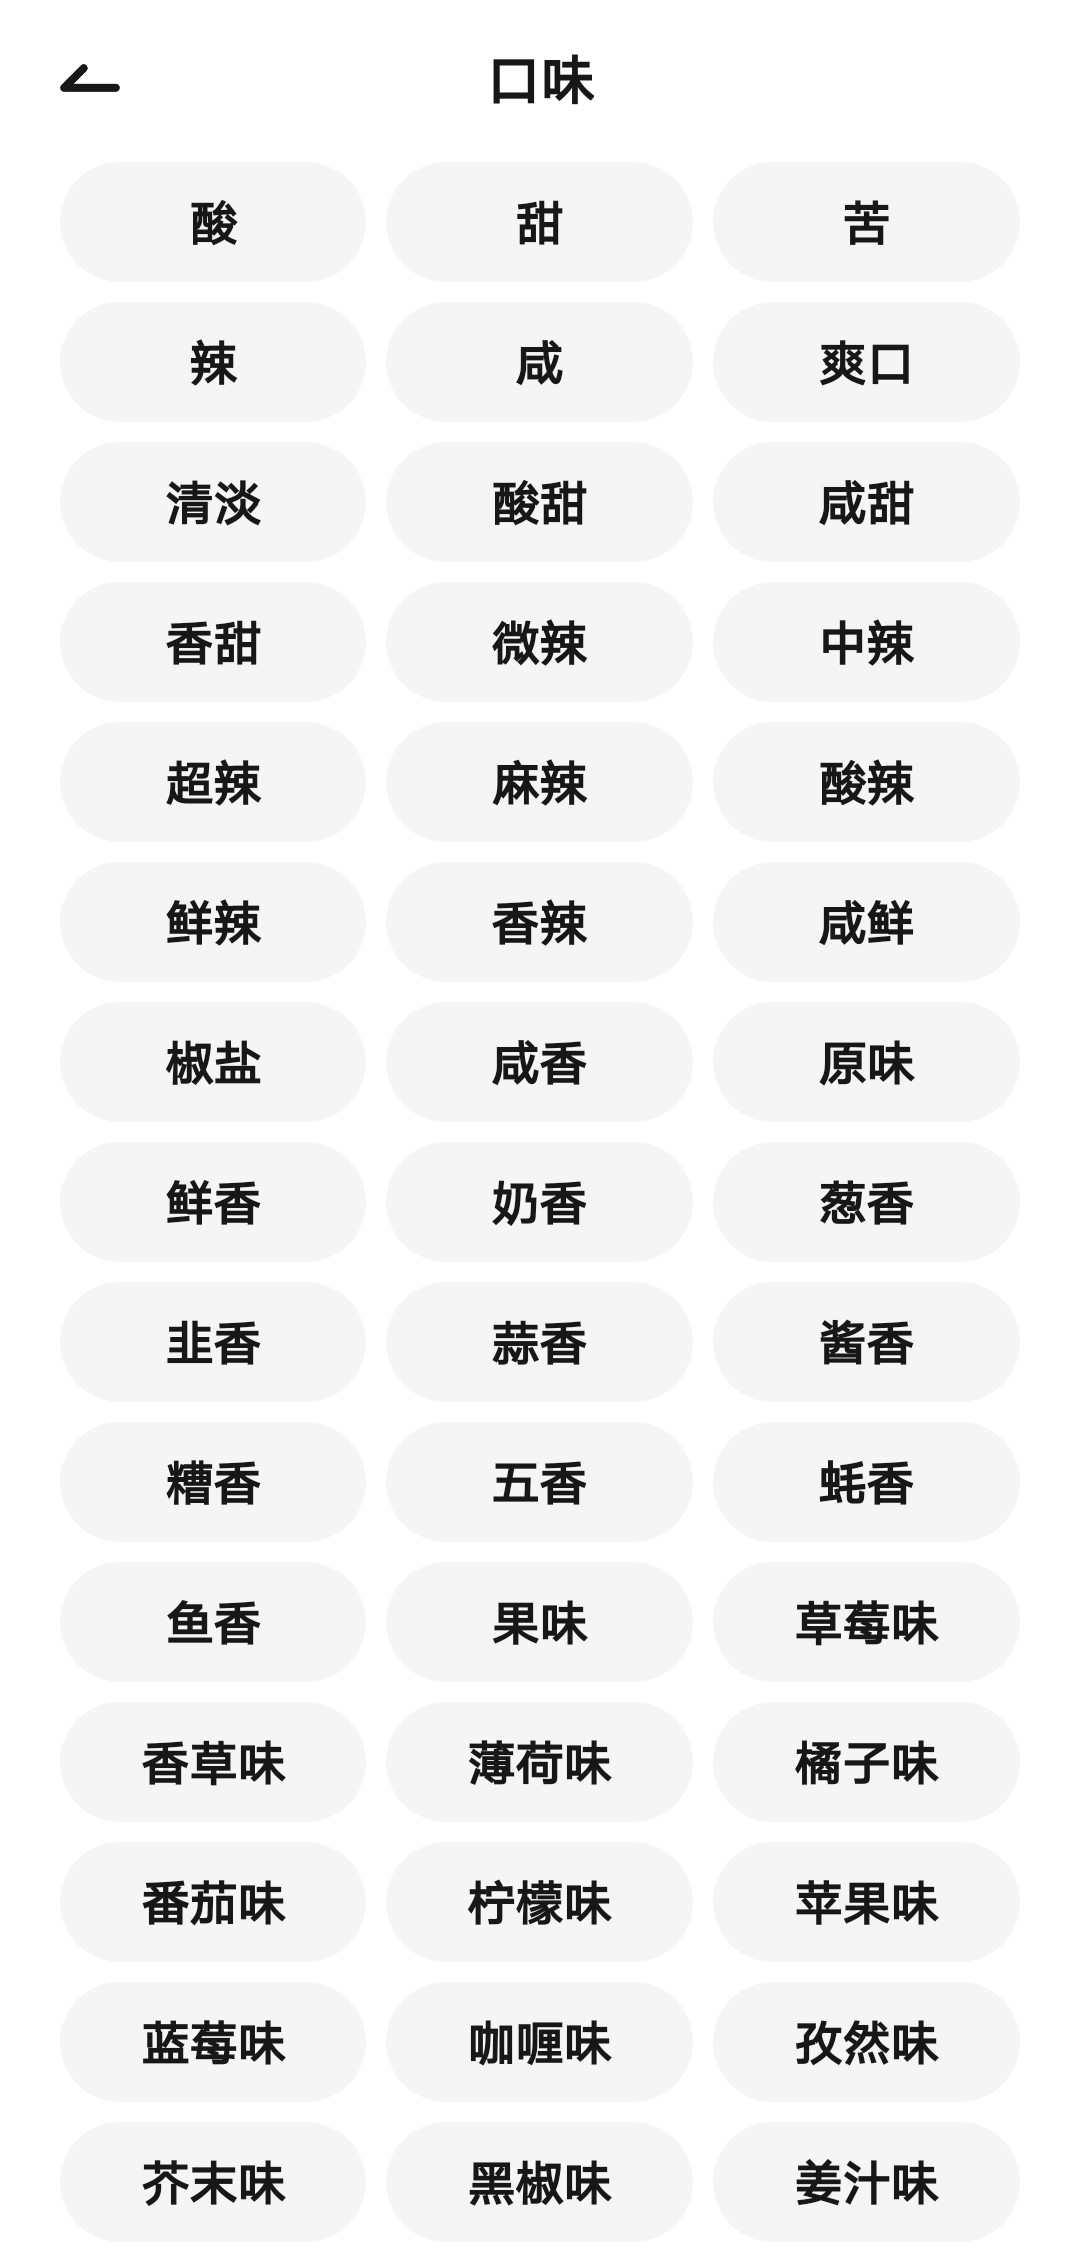 口味
酸 甜 苦
辣 咸 爽口
清淡 酸甜 咸甜
香甜 微辣 中辣
超辣 麻辣 酸辣
鲜辣 香辣 咸鲜
椒盐 咸香 原味
鲜香 奶香 葱香
韭香 蒜香 酱香
糟香 五香 蚝香
鱼香 果味 草莓味
香草味 薄荷味 橘子味
番茄味 柠檬味 苹果味
蓝莓味 咖喱味 孜然味
芥末味 黑椒味 姜汁味